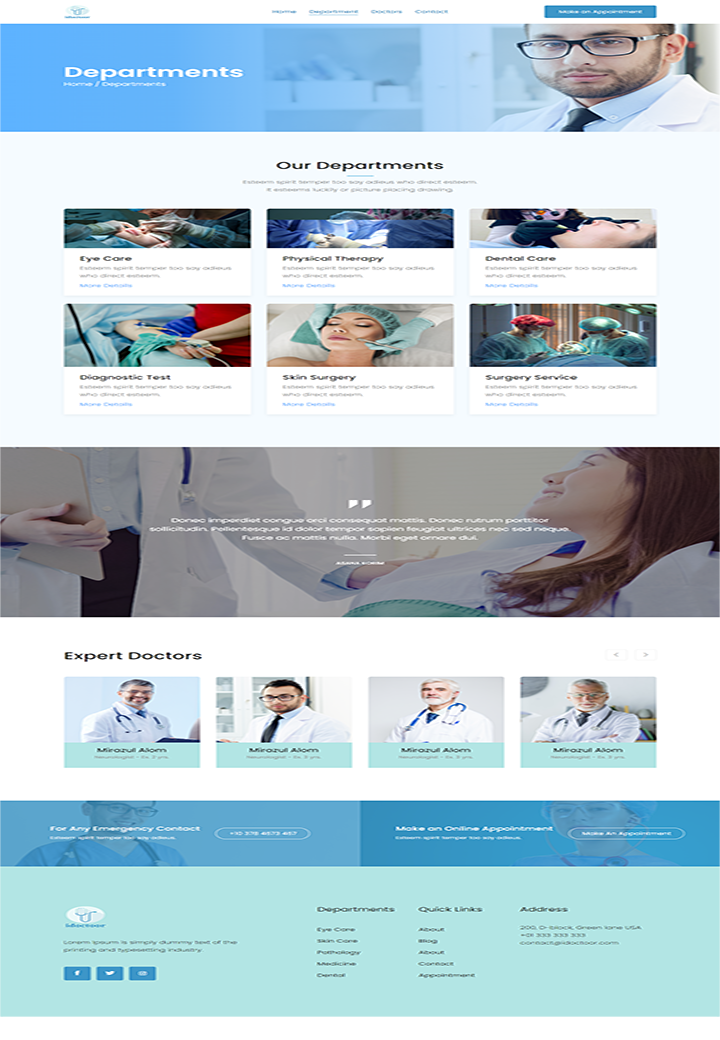 idoctoor
Home Department Doctors Contact
Make an Appointment
Departments
Home / Departments
Our Departments
Esteem spirit temper too say adieus who direct esteem.
It esteems luckily or picture placing drawing.
Eye Care
Esteem spirit temper too say adieus
who direct esteem.
More Details
Physical Therapy
Esteem spirit temper too say adieus
who direct esteem.
More Details
Dental Care
Esteem spirit temper too say adieus
who direct esteem.
More Details
Diagnostic Test
Esteem spirit temper too say adieus
who direct esteem.
More Details
Skin Surgery
Esteem spirit temper too say adieus
who direct esteem.
More Details
Surgery Service
Esteem spirit temper too say adieus
who direct esteem.
More Details
Donec imperdiet congue orci consequat mattis. Donec rutrum porttitor
sollicitudin. Pellentesque id dolor tempor sapien feugiat ultrices nec sed neque.
Fusce ac mattis nulla. Morbi eget ornare dui.
Expert Doctors
Mirazul Alom
Neurologist - Ex. 3 yrs.
Mirazul Alom
Neurologist - Ex. 3 yrs.
Mirazul Alom
Neurologist - Ex. 3 yrs.
Mirazul Alom
Neurologist - Ex. 3 yrs.
For Any Emergency Contact
Esteem spirit temper too say adieus.
+10 378 4673 467
Make an Online Appointment
Esteem spirit temper too say adieus.
Make An Appointment
idoctoor
Lorem Ipsum is simply dummy text of the
printing and typesetting industry.
Departments
Eye Care
Skin Care
Pathology
Medicine
Dental
Quick Links
About
Blog
About
Contact
Appointment
Address
200, D-block, Green lane USA
+01 333 333 333
contact@idoctoor.com